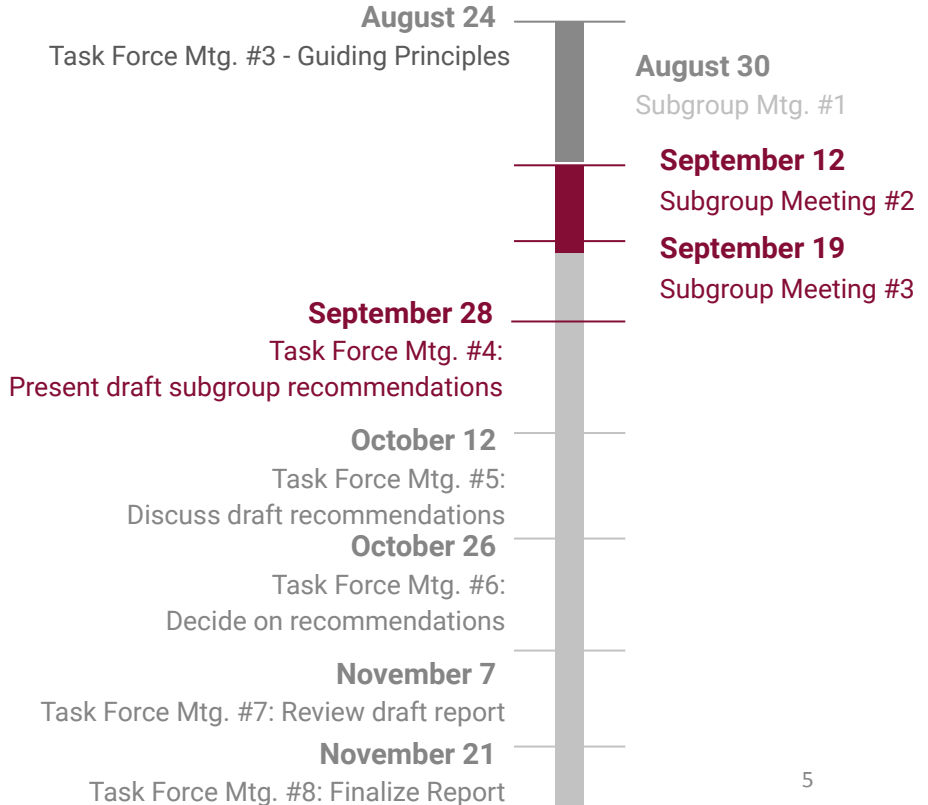 August 24
Task Force Mtg. #3 - Guiding Principles
August 30
Subgroup Mtg. #1
September 12
Subgroup Meeting #2
September 19
Subgroup Meeting #3
September 28
Task Force Mtg. #4:
Present draft subgroup recommendations
October 12
Task Force Mtg. #5:
Discuss draft recommendations
October 26
Task Force Mtg. #6:
Decide on recommendations
November 7
Task Force Mtg. #7: Review draft report
November 21
Task Force Mtg. #8: Finalize Report
5